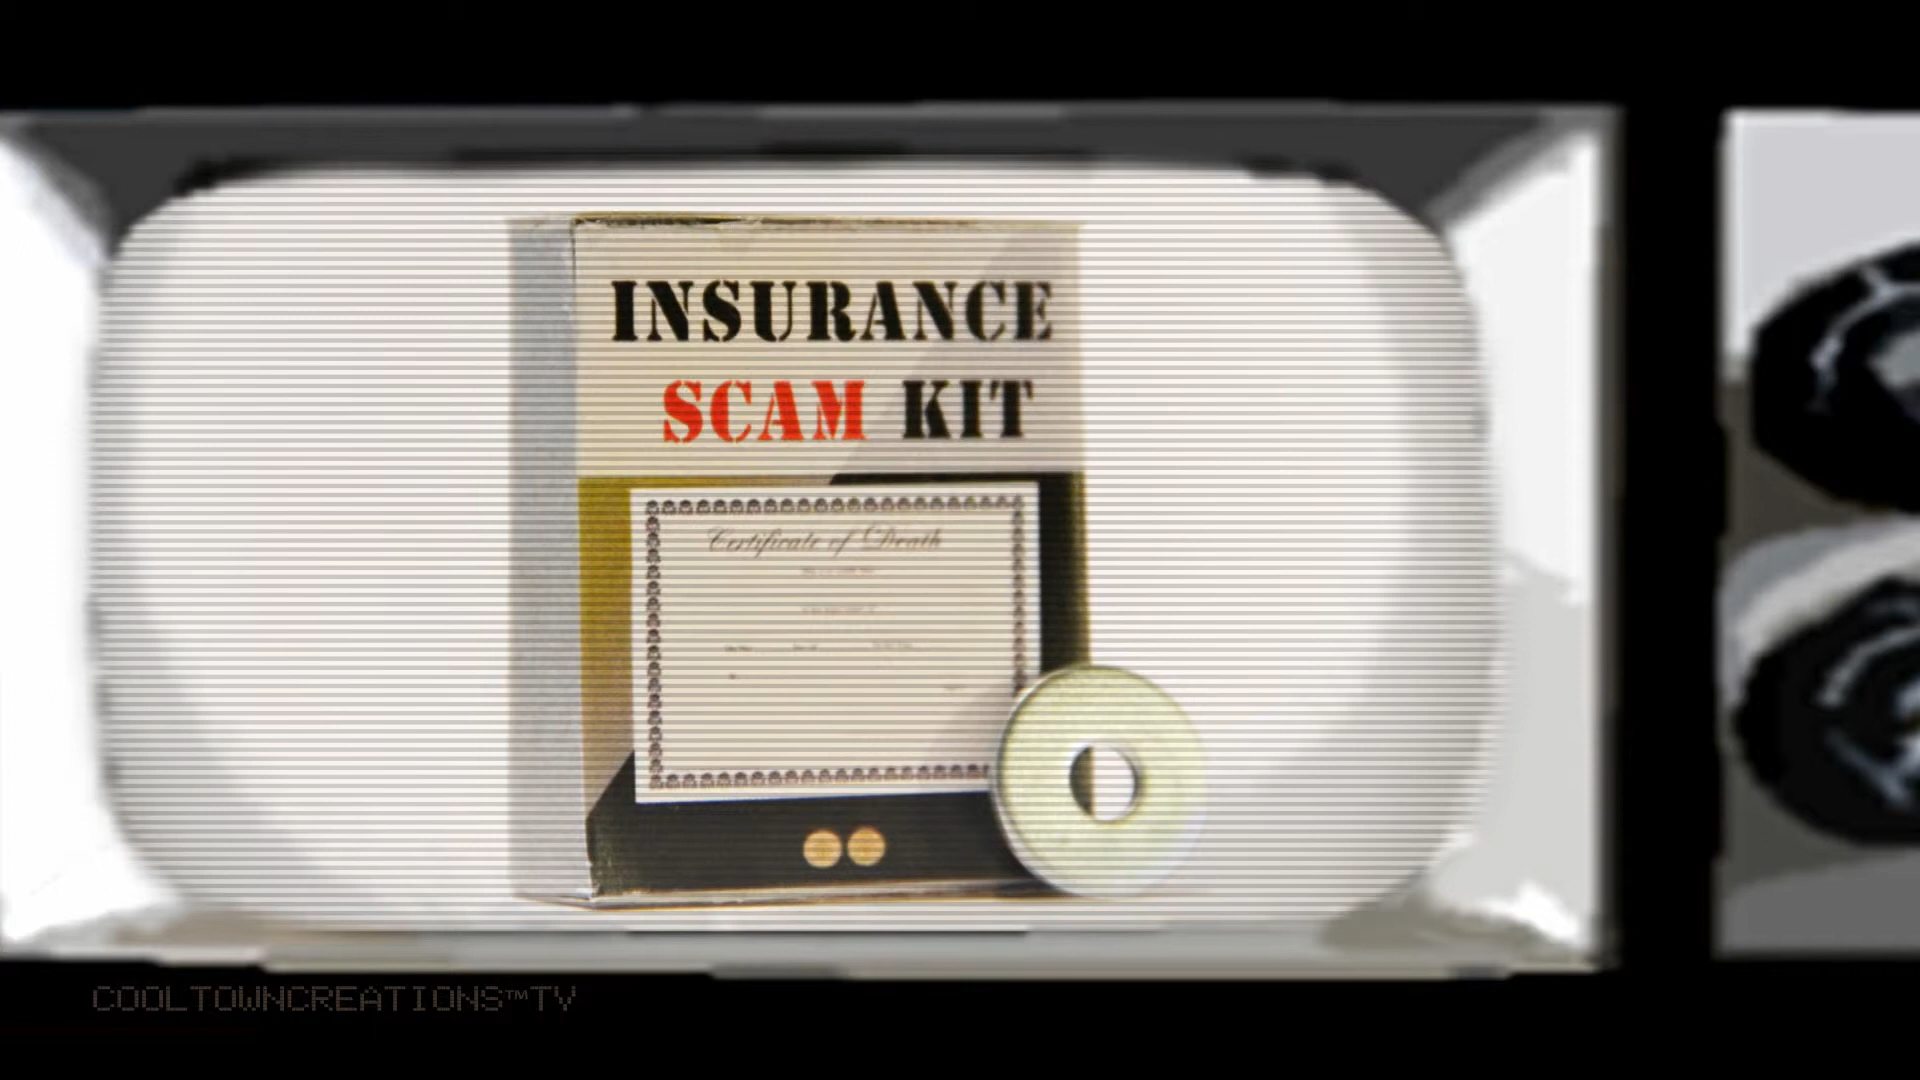 INSURANCE
SCAM KIT
Certificate of Death
COOLTOWNCREATIONS™TV